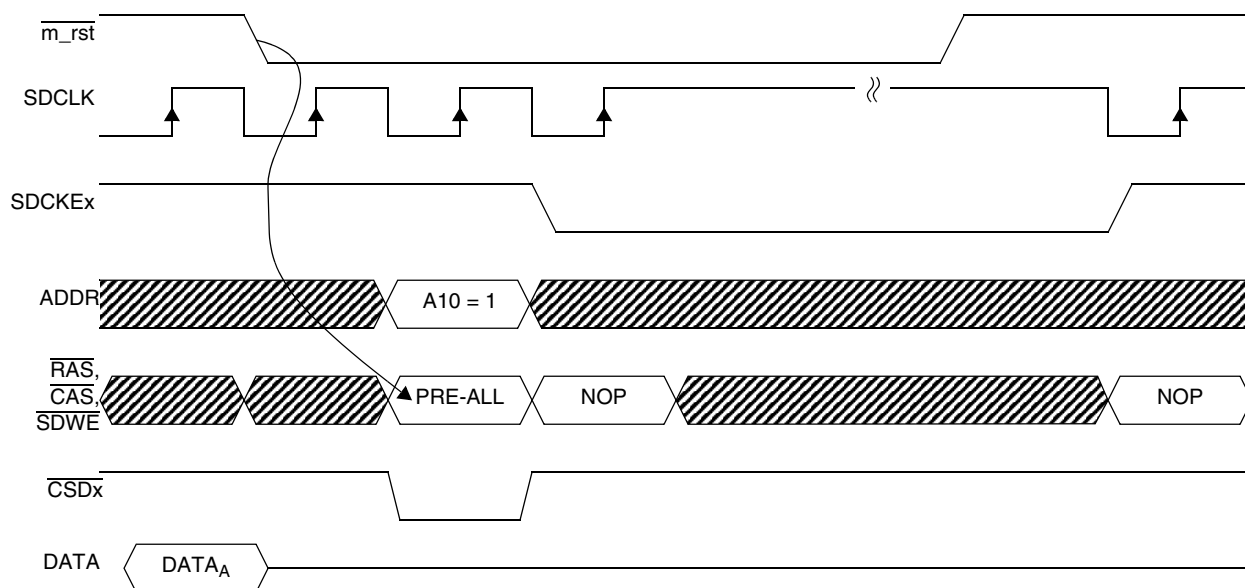 m_rst
SDCLK
SDCKEx
ADDR
A10 = 1
RAS,
CAS,
SDWE
PRE-ALL
NOP
NOP
CSDx
DATA
DATAA